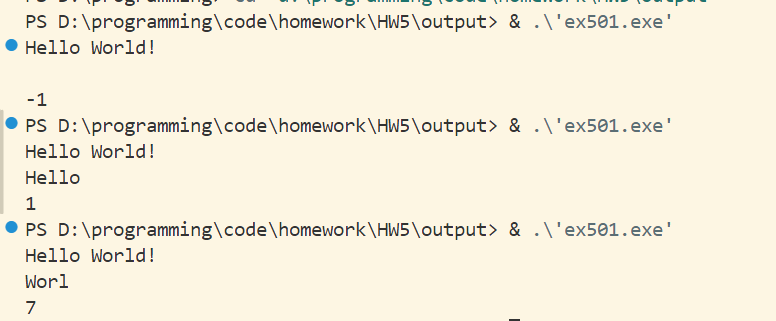 PS D:\programming\code\homework\HW5\output> & .\'ex501.exe'
Hello World!
-1
PS D:\programming\code\homework\HW5\output> & .\'ex501.exe'
Hello World!
Hello
1
PS D:\programming\code\homework\HW5\output> & .\'ex501.exe'
Hello World!
Worl
7